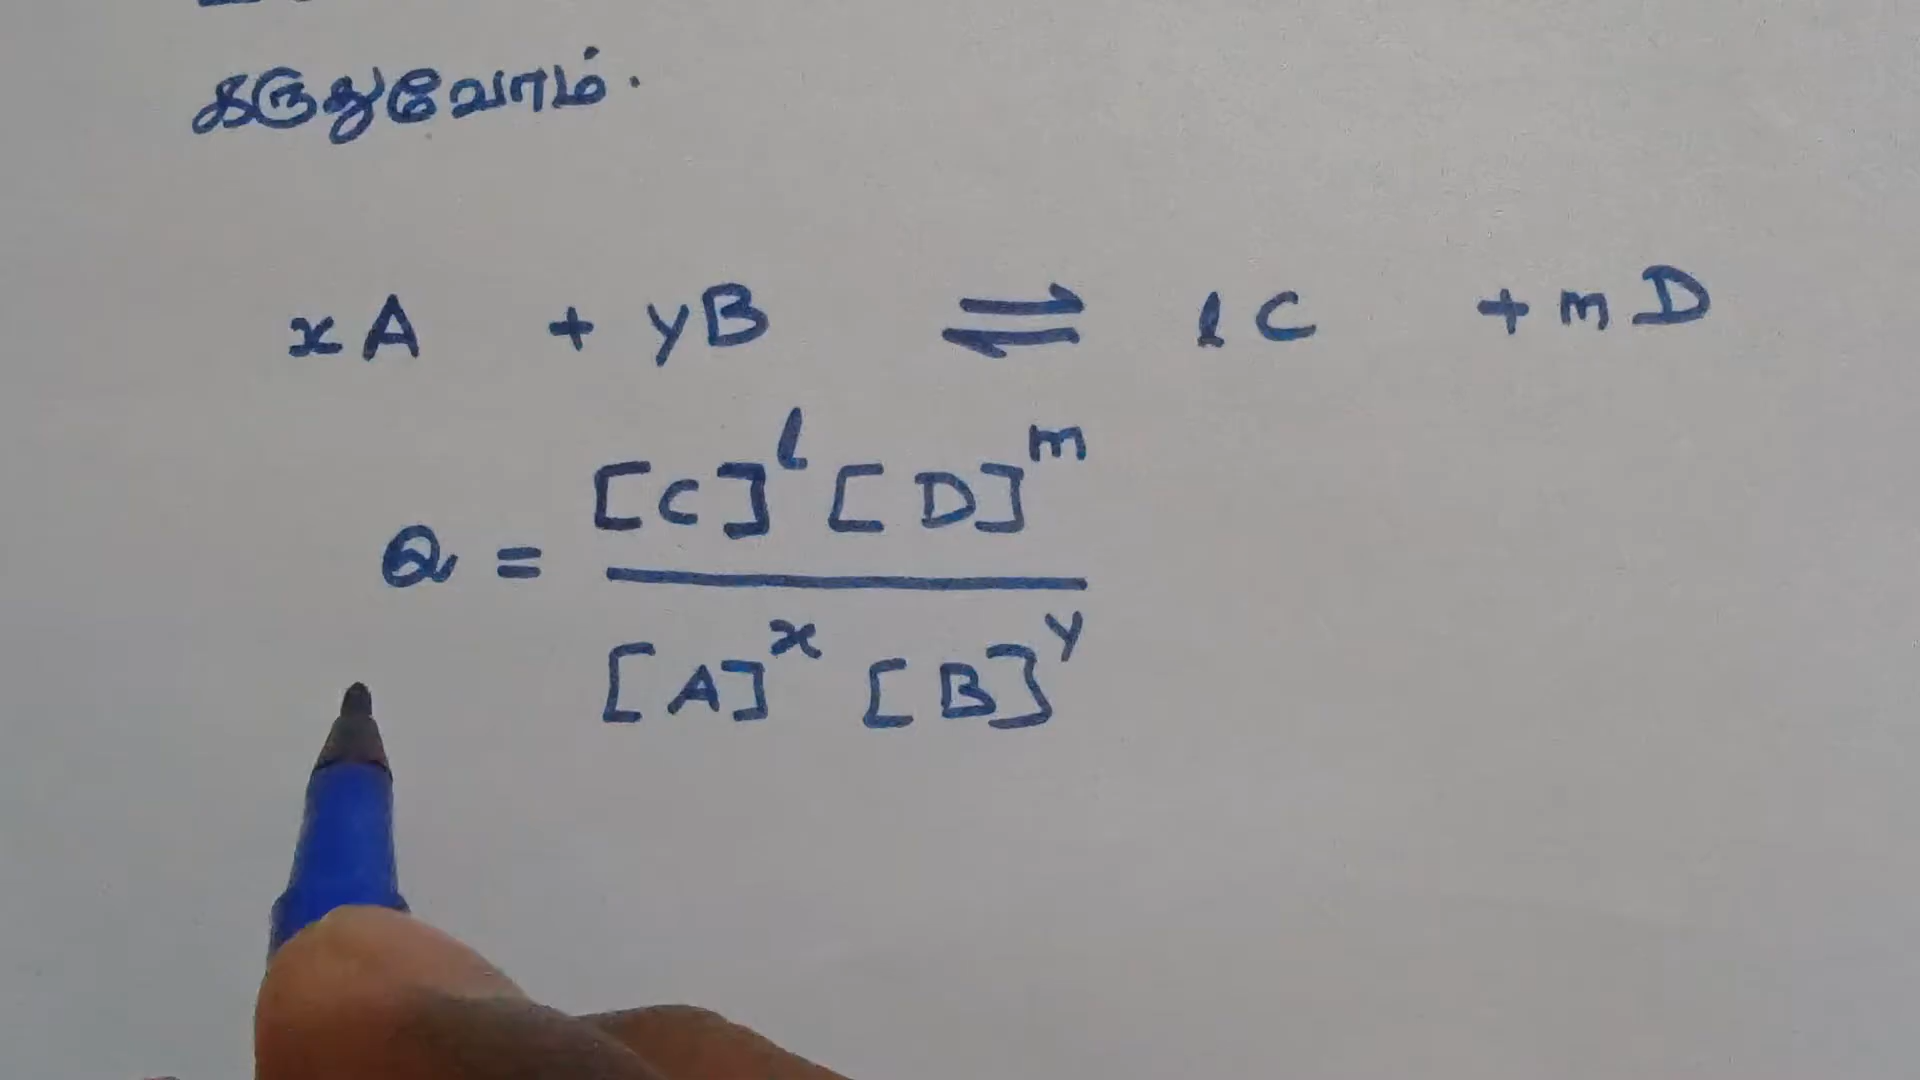 கருதுவோம்.
xA + yB ⇌ lC + mD
Q = [C]^l [D]^m / [A]^x [B]^y